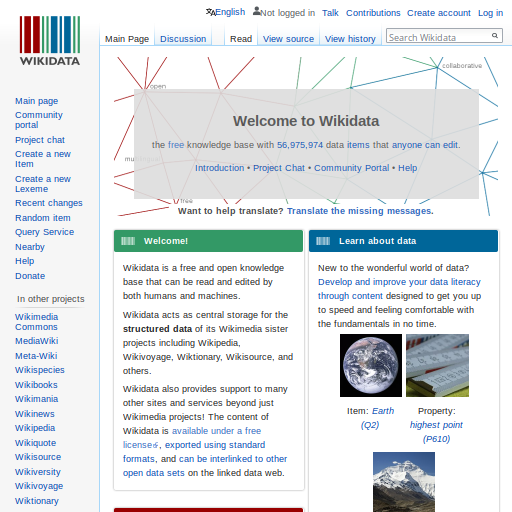 English Not logged in Talk Contributions Create account Log in
Main Page Discussion Read View source View history Search Wikidata
WIKIDATA
collaborative
open
Welcome to Wikidata
the free knowledge base with 56,975,974 data items that anyone can edit.
Introduction • Project Chat • Community Portal • Help
free
Want to help translate? Translate the missing messages.
Main page
Community
portal
Project chat
Create a new
Item
Create a new
Lexeme
Recent changes
Random item
Query Service
Nearby
Help
Donate
In other projects
Wikimedia
Commons
MediaWiki
Meta-Wiki
Wikispecies
Wikibooks
Wikimania
Wikinews
Wikipedia
Wikiquote
Wikisource
Wikiversity
Wikivoyage
Wiktionary
Welcome!
Wikidata is a free and open knowledge
base that can be read and edited by
both humans and machines.
Wikidata acts as central storage for the
structured data of its Wikimedia sister
projects including Wikipedia,
Wikivoyage, Wiktionary, Wikisource, and
others.
Wikidata also provides support to many
other sites and services beyond just
Wikimedia projects! The content of
Wikidata is available under a free
license, exported using standard
formats, and can be interlinked to other
open data sets on the linked data web.
Learn about data
New to the wonderful world of data?
Develop and improve your data literacy
through content designed to get you up
to speed and feeling comfortable with
the fundamentals in no time.
Item: Earth
(Q2)
Property:
highest point
(P610)